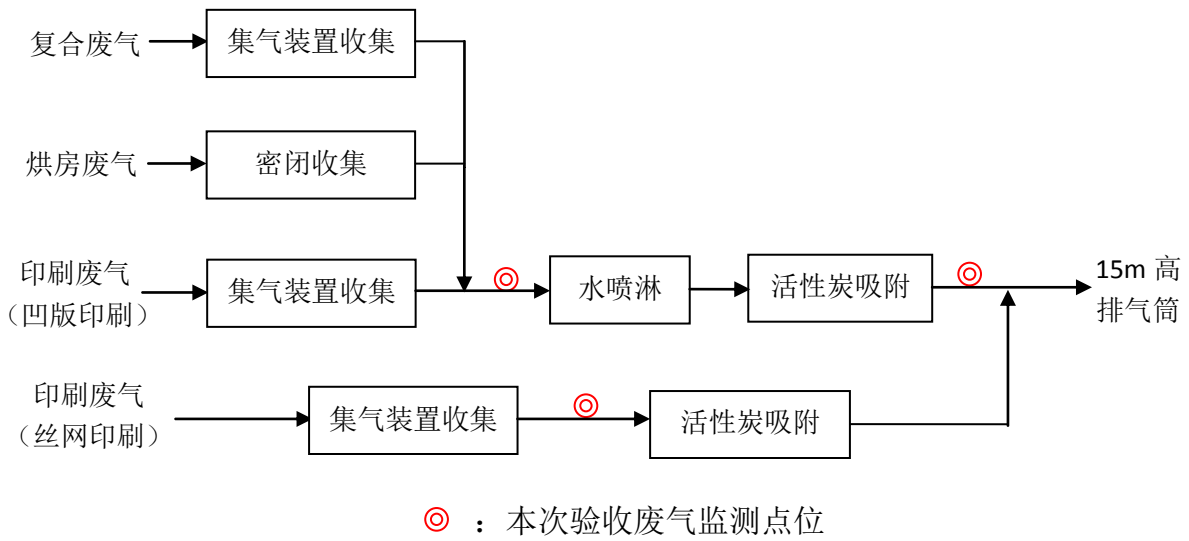 复合废气
集气装置收集
烘房废气
密闭收集
印刷废气
（凹版印刷）
集气装置收集
水喷淋
活性炭吸附
15m 高
排气筒
印刷废气
（丝网印刷）
集气装置收集
活性炭吸附
：本次验收废气监测点位